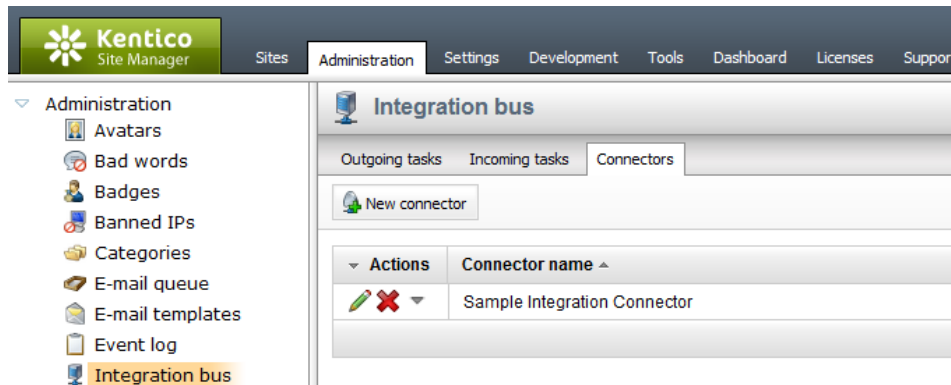 Kentico
Site Manager
Sites Administration Settings Development Tools Dashboard Licenses Suppor
Administration
Avatars
Bad words
Badges
Banned IPs
Categories
E-mail queue
E-mail templates
Event log
Integration bus
Integration bus
Outgoing tasks Incoming tasks Connectors
New connector
Actions Connector name
Sample Integration Connector